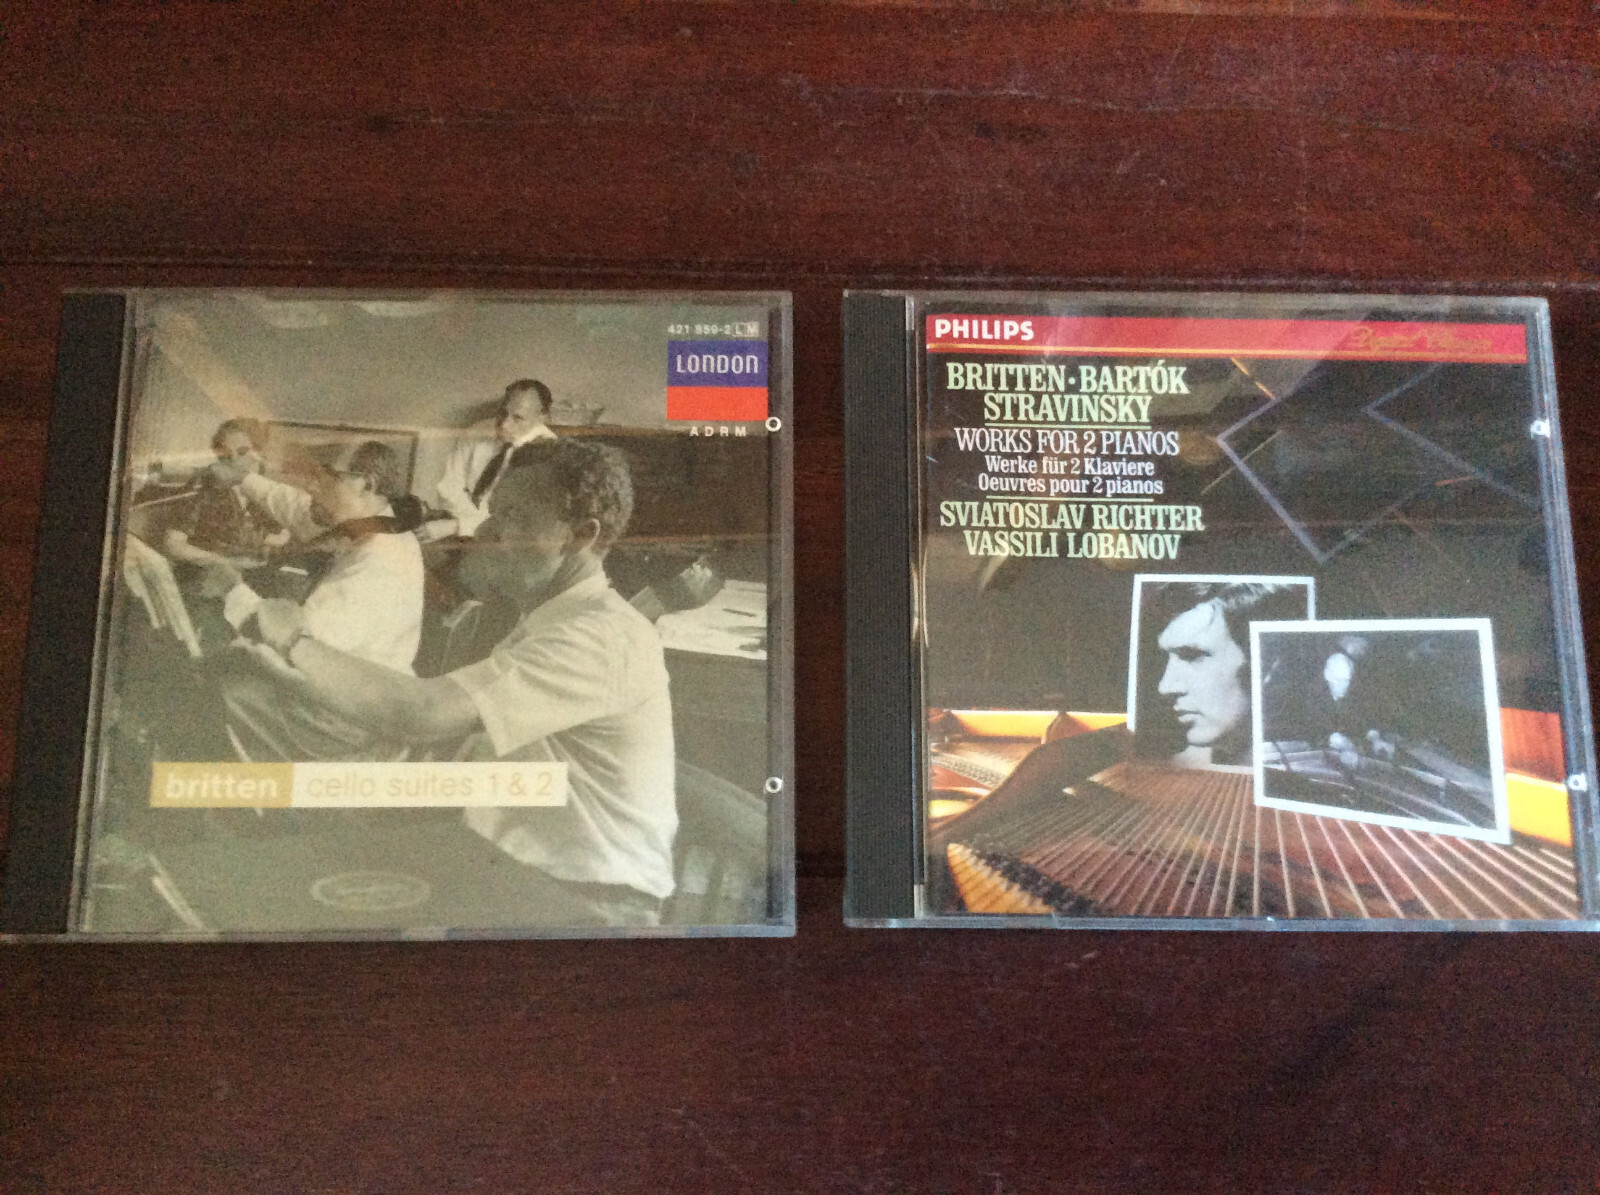 421 859-2 LM
LONDON
ADRM
britten cello suites 1 & 2
PHILIPS
Digital Classics
BRITTEN · BARTÓK
STRAVINSKY
WORKS FOR 2 PIANOS
Werke für 2 Klaviere
Oeuvres pour 2 pianos
SVIATOSLAV RICHTER
VASSILI LOBANOV